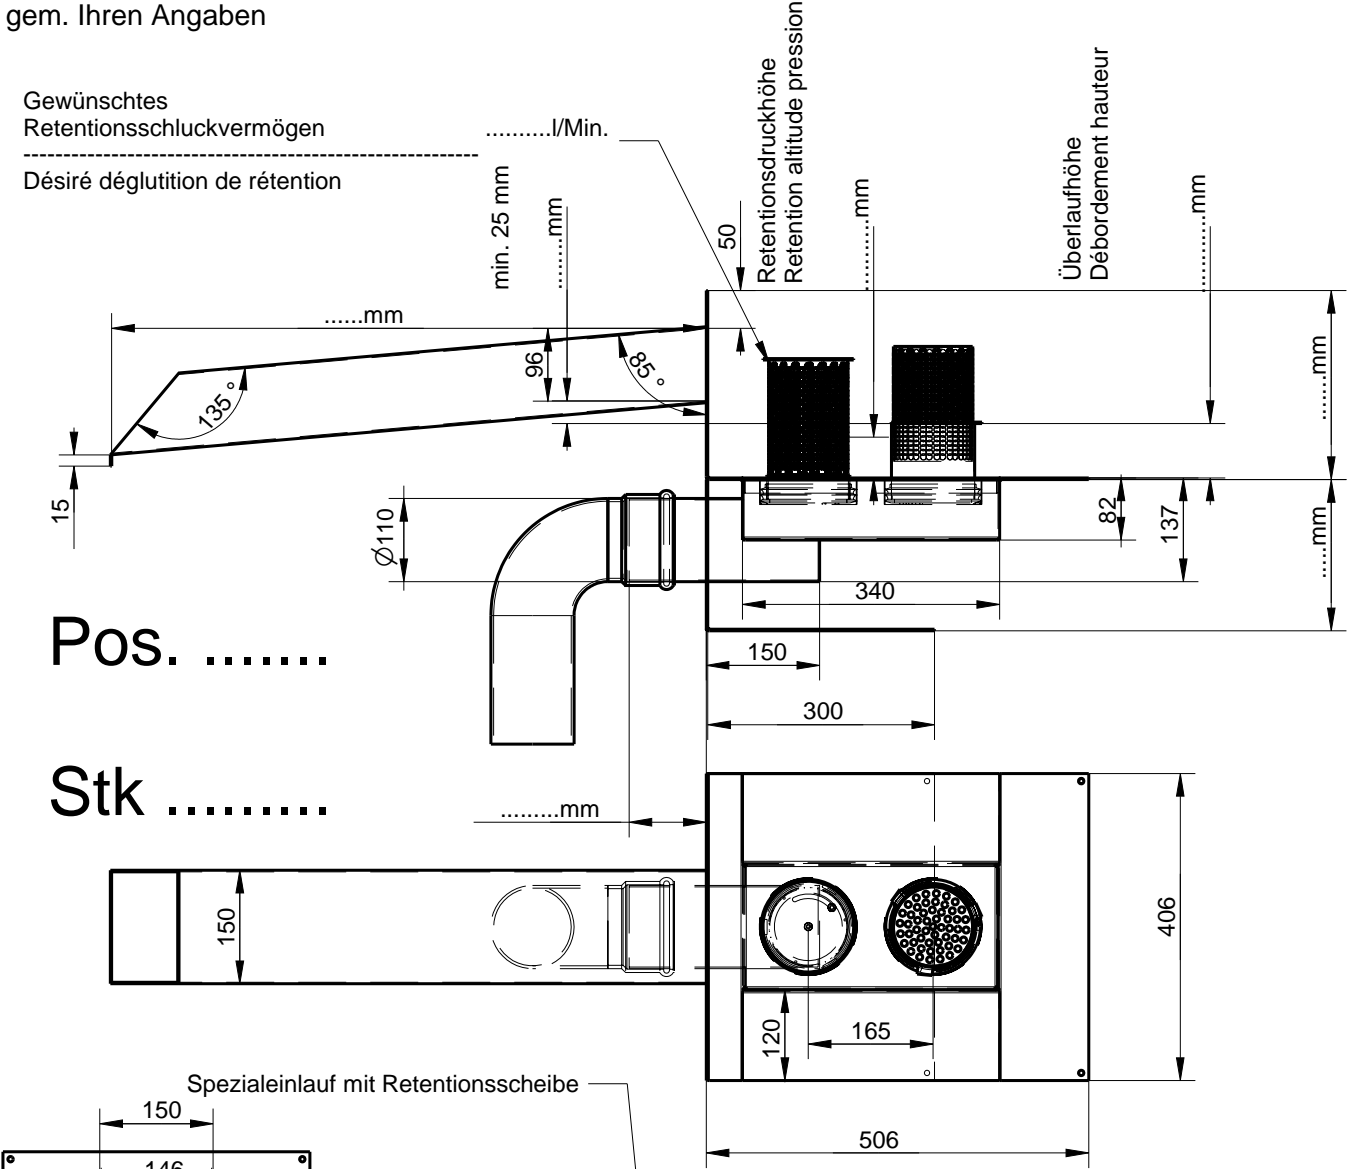 gem. Ihren Angaben
Gewünschtes
Retentionsschluckvermögen ..........l/Min.
------------------------------------------------------------
Désiré déglutition de rétention
min. 25 mm
........mm
50
Retentionsdruckhöhe
Retention altitude pression
...........mm
Überlaufhöhe
Débordement hauteur
............mm
......mm
96
85 °
135 °
15
........mm
Ø110
82
137
......mm
340
150
300
Pos. .......
Stk .........
.........mm
150
406
120
165
506
Spezialeinlauf mit Retentionsscheibe
150
146